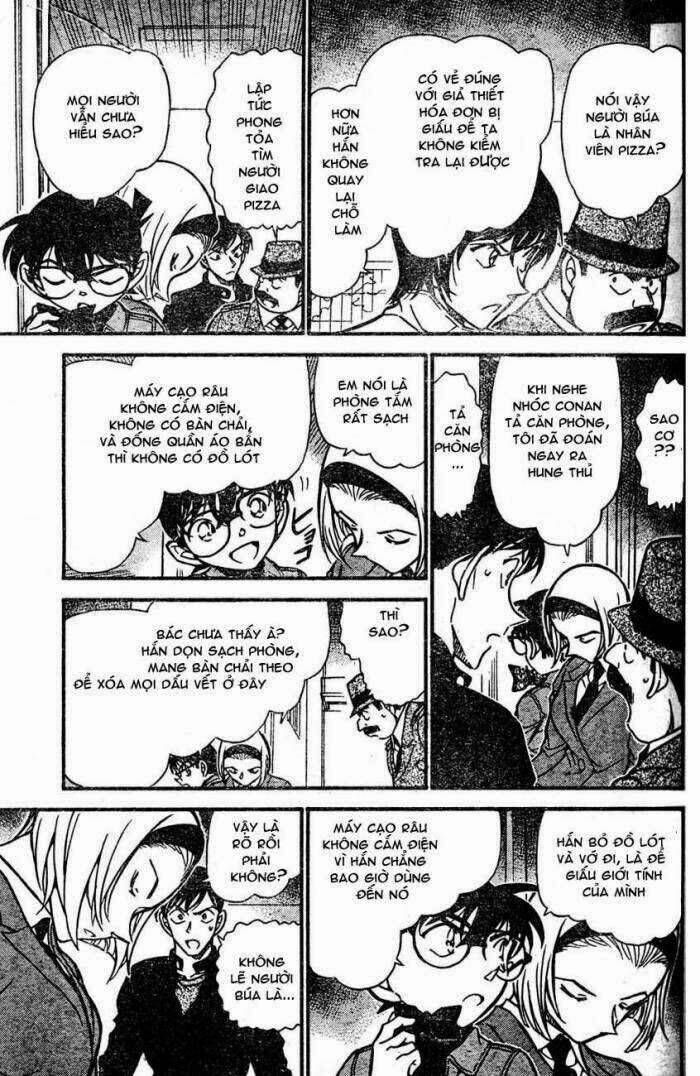 NÓI VẬY
NGƯỜI BÚA
LÀ NHÂN
VIÊN PIZZA?
CÓ VẺ ĐÚNG
VỚI GIẢ THIẾT
HÓA ĐƠN BỊ
GIẤU ĐỂ TA
KHÔNG KIỂM
TRA LẠI ĐƯỢC
HƠN
NỮA
HẮN
KHÔNG
QUAY
LẠI
CHỖ
LÀM
LẬP
TỨC
PHONG
TỎA
TÌM
NGƯỜI
GIAO
PIZZA
MỌI NGƯỜI
VẪN CHƯA
HIỂU SAO?
SAO
CƠ
??
KHI NGHE
NHÓC CONAN
TẢ CĂN PHÒNG,
TÔI ĐÃ ĐOÁN
NGAY RA
HUNG THỦ
TẢ
CĂN
PHÒNG
...
EM NÓI LÀ
PHÒNG TẮM
RẤT SẠCH
MÁY CẠO RÂU
KHÔNG CẮM ĐIỆN,
KHÔNG CÓ BÀN CHẢI,
VÀ ĐỐNG QUẦN ÁO BẨN
THÌ KHÔNG CÓ ĐỒ LÓT
THÌ
SAO?
BÁC CHƯA THẤY À?
HẮN DỌN SẠCH PHÒNG,
MANG BÀN CHẢI THEO
ĐỂ XÓA MỌI DẤU VẾT Ở ĐÂY
HẮN BỎ ĐỒ LÓT
VÀ VỚ ĐI, LÀ ĐỂ
GIẤU GIỚI TÍNH
CỦA MÌNH
MÁY CẠO RÂU
KHÔNG CẮM ĐIỆN
VÌ HẮN CHẲNG
BAO GIỜ DÙNG
ĐẾN NÓ
VẬY LÀ
RÕ RỒI
PHẢI
KHÔNG?
KHÔNG
LẼ NGƯỜI
BÚA LÀ...